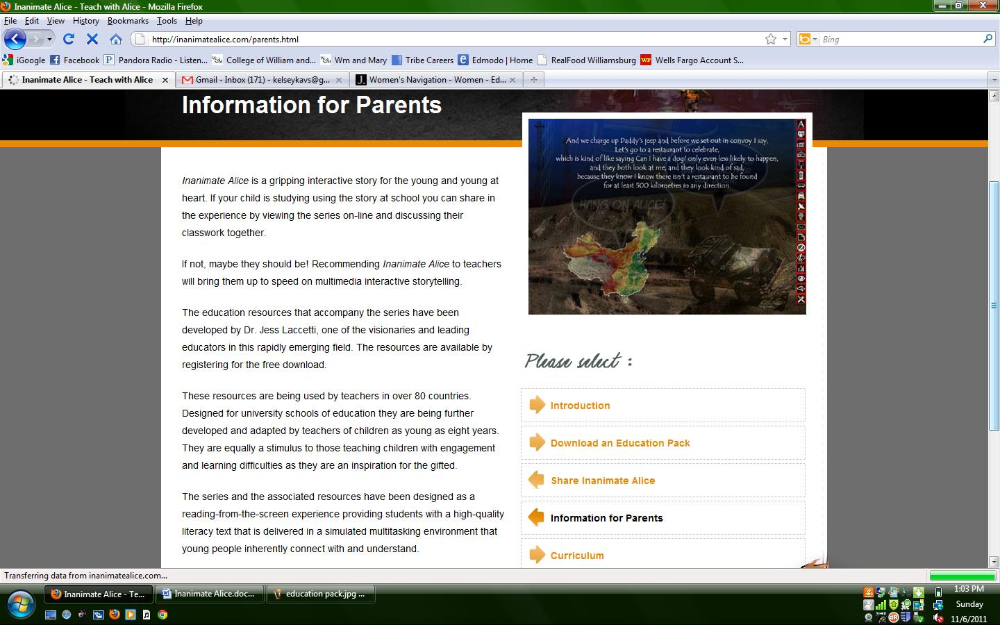 Inanimate Alice - Teach with Alice - Mozilla Firefox
File Edit View History Bookmarks Tools Help
http://inanimatealice.com/parents.html
Bing
iGoogle Facebook Pandora Radio - Listen... College of William and... Wm and Mary Tribe Careers Edmodo | Home RealFood Williamsburg Wells Fargo Account S...
Inanimate Alice - Teach with Alice Gmail - Inbox (171) - kelseykavs@g... Women's Navigation - Women - Ed...
Information for Parents
Inanimate Alice is a gripping interactive story for the young and young at
heart. If your child is studying using the story at school you can share in
the experience by viewing the series on-line and discussing their
classwork together.
If not, maybe they should be! Recommending Inanimate Alice to teachers
will bring them up to speed on multimedia interactive storytelling.
The education resources that accompany the series have been
developed by Dr. Jess Laccetti, one of the visionaries and leading
educators in this rapidly emerging field. The resources are available by
registering for the free download.
These resources are being used by teachers in over 80 countries.
Designed for university schools of education they are being further
developed and adapted by teachers of children as young as eight years.
They are equally a stimulus to those teaching children with engagement
and learning difficulties as they are an inspiration for the gifted.
The series and the associated resources have been designed as a
reading-from-the-screen experience providing students with a high-quality
literacy text that is delivered in a simulated multitasking environment that
young people inherently connect with and understand.
And we charge up Daddy's jeep and before we set out in convoy I say,
Let's go to a restaurant to celebrate,
which is kind of like saying Can I have a dog? only even less likely to happen,
and they both look at me, and they look kind of sad,
because they know I know there isn't a restaurant to be found
for at least 500 kilometres in any direction.
HANG ON ALICE!
A
Please select :
Introduction
Download an Education Pack
Share Inanimate Alice
Information for Parents
Curriculum
Transferring data from inanimatealice.com...
Inanimate Alice - Te... Inanimate Alice.doc... education pack.jpg ...
1:03 PM
Sunday
11/6/2011